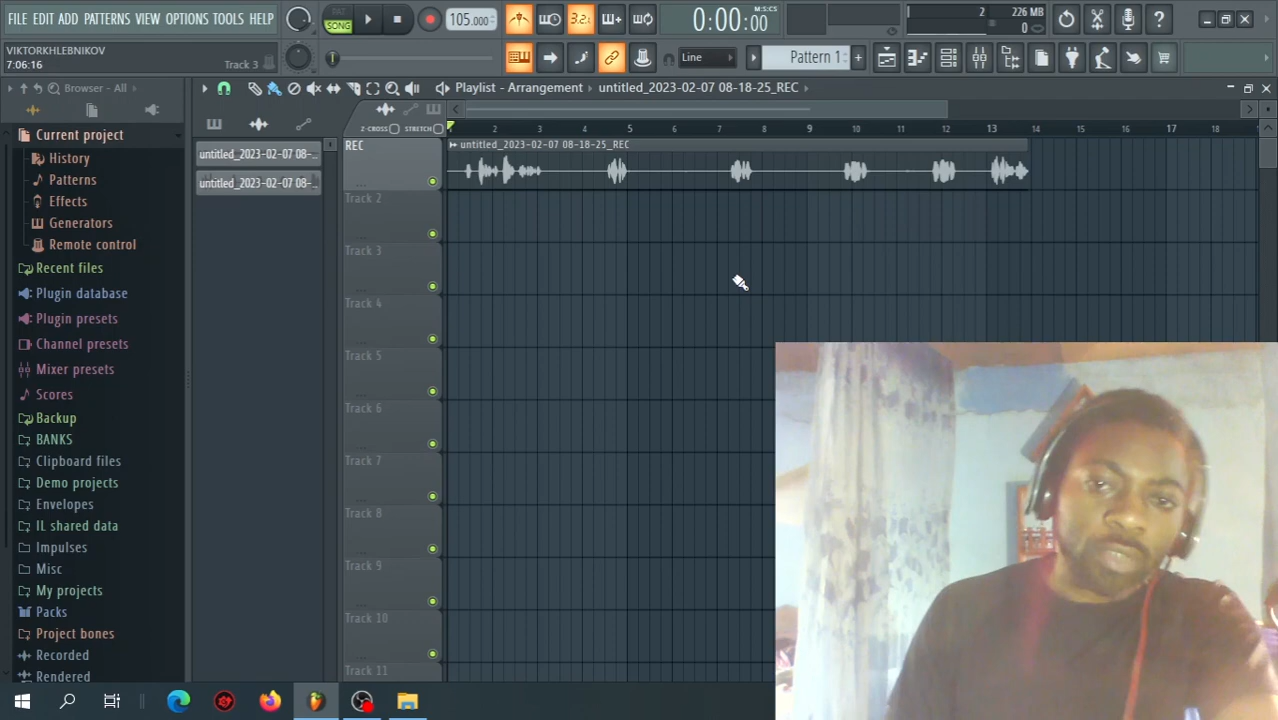 FILE EDIT ADD PATTERNS VIEW OPTIONS TOOLS HELP
PAT
SONG
105.000
3.2.
0:00:00
M:S:CS
2
226 MB
0
VIKTORKHLEBNIKOV
7:06:16
Track 3
Line
Pattern 1
Browser - All
Playlist - Arrangement
untitled_2023-02-07 08-18-25_REC
Z-CROSS
STRETCH
1 2 3 4 5 6 7 8 9 10 11 12 13 14 15 16 17 18
Current project
History
Patterns
Effects
Generators
Remote control
Recent files
Plugin database
Plugin presets
Channel presets
Mixer presets
Scores
Backup
BANKS
Clipboard files
Demo projects
Envelopes
IL shared data
Impulses
Misc
My projects
Packs
Project bones
Recorded
Rendered
untitled_2023-02-07 08-..
untitled_2023-02-07 08-..
REC
untitled_2023-02-07 08-18-25_REC
Track 2
Track 3
Track 4
Track 5
Track 6
Track 7
Track 8
Track 9
Track 10
Track 11